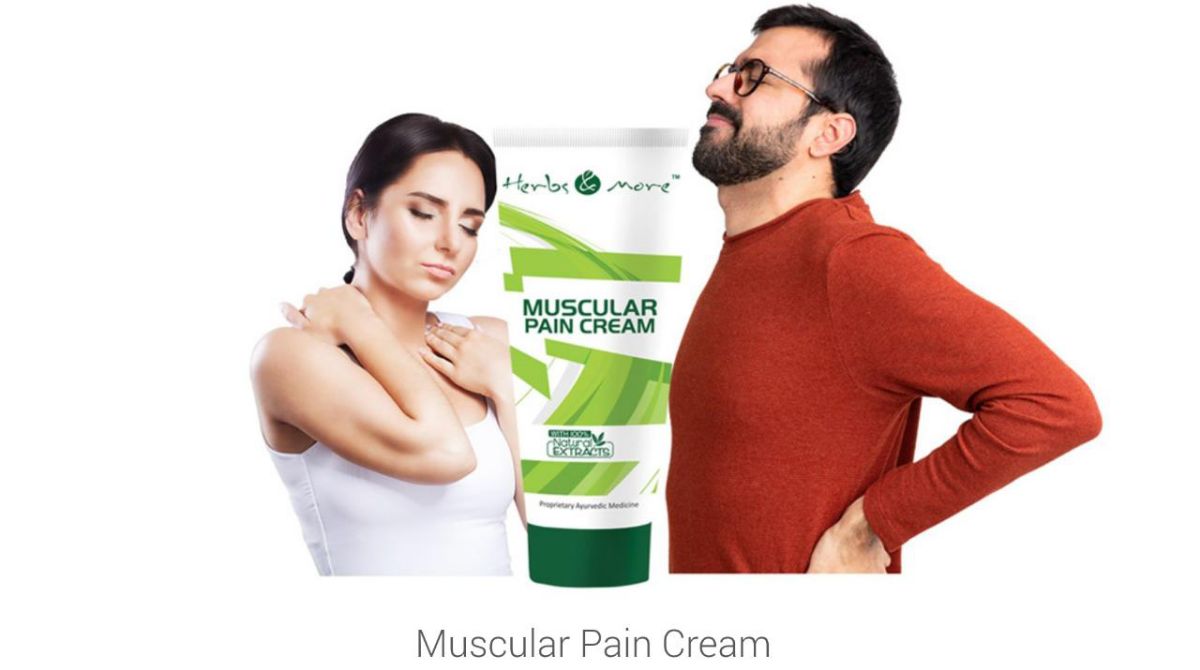 Herbs & More™
MUSCULAR
PAIN CREAM
WITH 100%
Natural
EXTRACTS
Proprietary Ayurvedic Medicine
Muscular Pain Cream